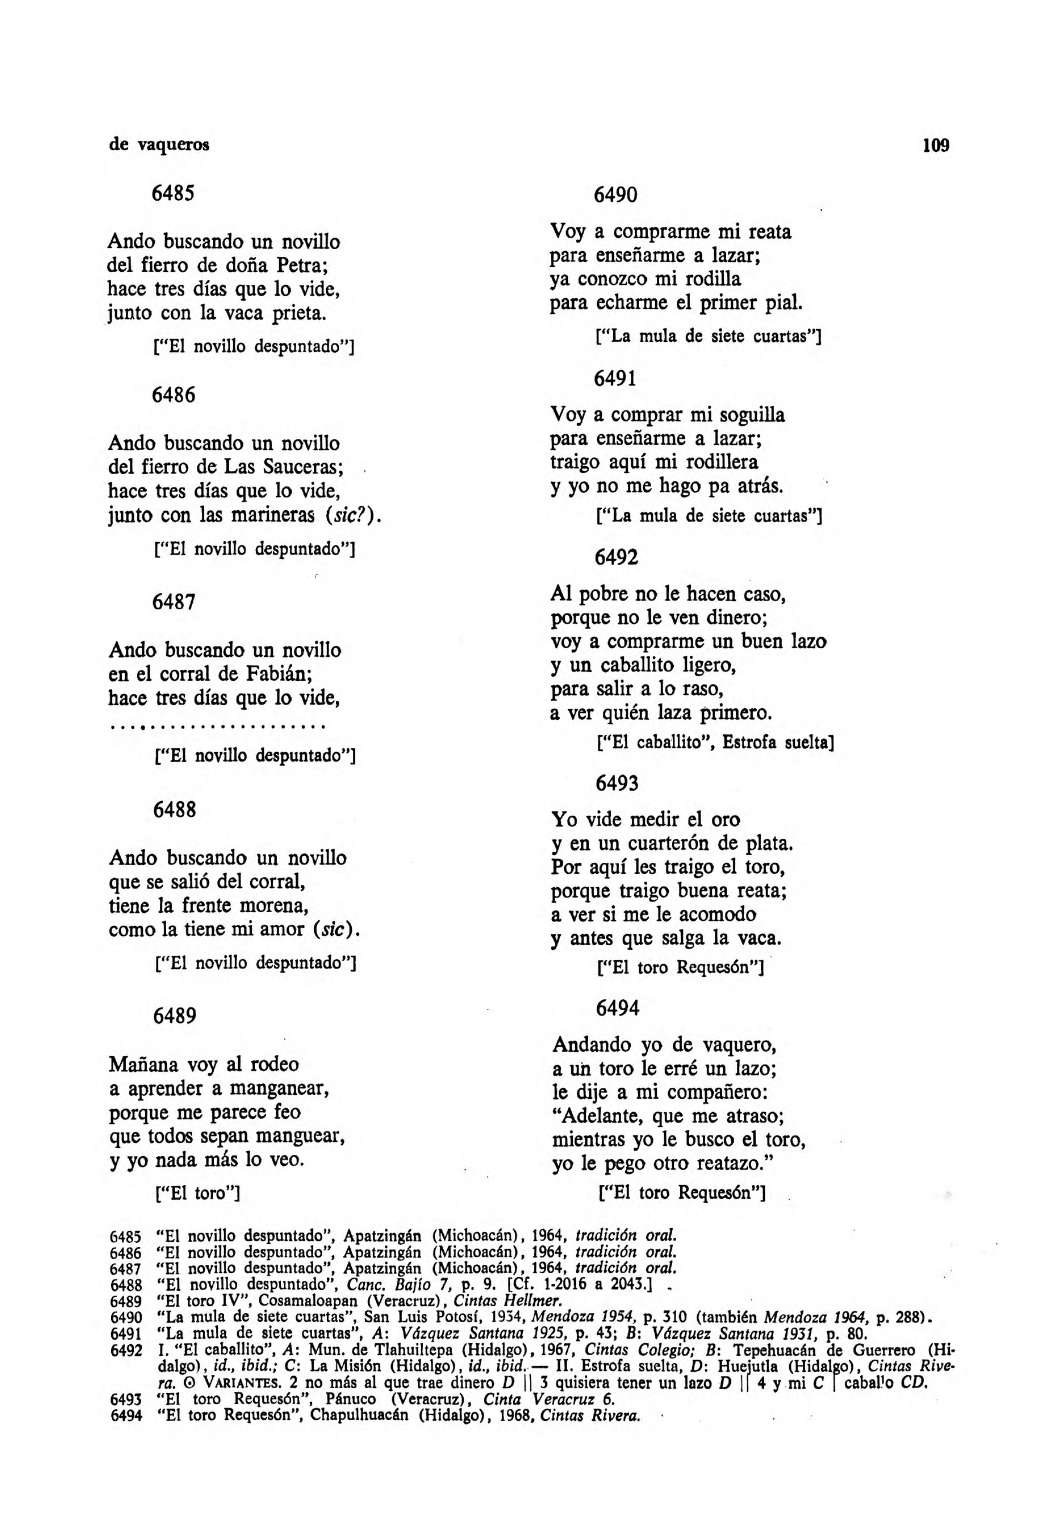 de vaqueros
109
6485
Ando buscando un novillo
del fierro de doña Petra;
hace tres días que lo vide,
junto con la vaca prieta.
["El novillo despuntado"]
6486
Ando buscando un novillo
del fierro de Las Sauceras;
hace tres días que lo vide,
junto con las marineras (sic?).
["El novillo despuntado"]
6487
Ando buscando un novillo
en el corral de Fabián;
hace tres días que lo vide,
......................
["El novillo despuntado"]
6488
Ando buscando un novillo
que se salió del corral,
tiene la frente morena,
como la tiene mi amor (sic).
["El novillo despuntado"]
6489
Mañana voy al rodeo
a aprender a manganear,
porque me parece feo
que todos sepan manguear,
y yo nada más lo veo.
["El toro"]
6490
Voy a comprarme mi reata
para enseñarme a lazar;
ya conozco mi rodilla
para echarme el primer pial.
["La mula de siete cuartas"]
6491
Voy a comprar mi soguilla
para enseñarme a lazar;
traigo aquí mi rodillera
y yo no me hago pa atrás.
["La mula de siete cuartas"]
6492
Al pobre no le hacen caso,
porque no le ven dinero;
voy a comprarme un buen lazo
y un caballito ligero,
para salir a lo raso,
a ver quién laza primero.
["El caballito", Estrofa suelta]
6493
Yo vide medir el oro
y en un cuarterón de plata.
Por aquí les traigo el toro,
porque traigo buena reata;
a ver si me le acomodo
y antes que salga la vaca.
["El toro Requesón"]
6494
Andando yo de vaquero,
a un toro le erré un lazo;
le dije a mi compañero:
"Adelante, que me atraso;
mientras yo le busco el toro,
yo le pego otro reatazo."
["El toro Requesón"]
6485 "El novillo despuntado", Apatzingán (Michoacán), 1964, tradición oral.
6486 "El novillo despuntado", Apatzingán (Michoacán), 1964, tradición oral.
6487 "El novillo despuntado", Apatzingán (Michoacán), 1964, tradición oral.
6488 "El novillo despuntado", Canc. Bajío 7, p. 9. [Cf. 1-2016 a 2043.]
6489 "El toro IV", Cosamaloapan (Veracruz), Cintas Hellmer.
6490 "La mula de siete cuartas", San Luis Potosí, 1934, Mendoza 1954, p. 310 (también Mendoza 1964, p. 288).
6491 "La mula de siete cuartas", A: Vázquez Santana 1925, p. 43; B: Vázquez Santana 1931, p. 80.
6492 I. "El caballito", A: Mun. de Tlahuiltepa (Hidalgo), 1967, Cintas Colegio; B: Tepehuacán de Guerrero (Hi-
dalgo), id., ibid.; C: La Misión (Hidalgo), id., ibid. — II. Estrofa suelta, D: Huejutla (Hidalgo), Cintas Rive-
ra. ⊙ VARIANTES. 2 no más al que trae dinero D || 3 quisiera tener un lazo D || 4 y mi C | caballo CD.
6493 "El toro Requesón", Pánuco (Veracruz), Cinta Veracruz 6.
6494 "El toro Requesón", Chapulhuacán (Hidalgo), 1968, Cintas Rivera.